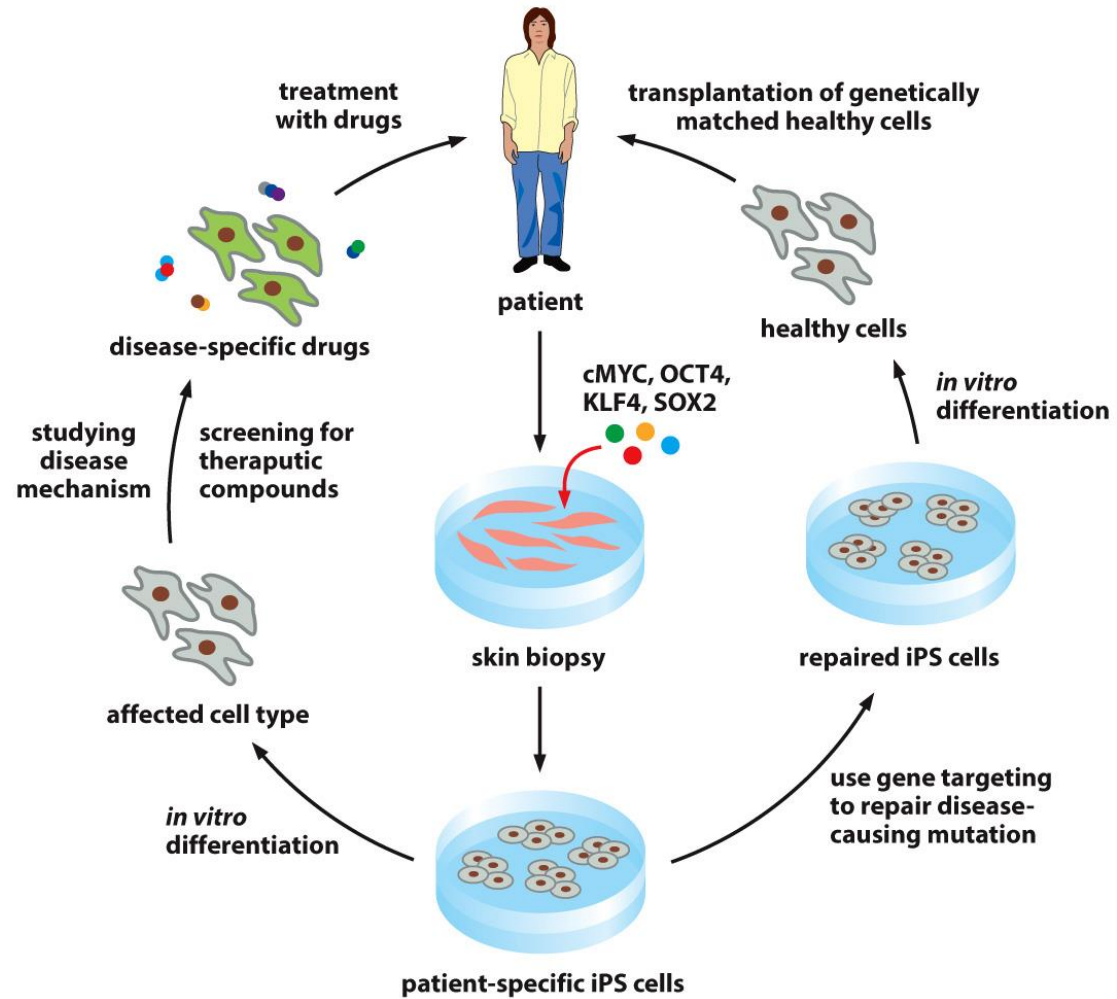 treatment
with drugs
transplantation of genetically
matched healthy cells
patient
healthy cells
disease-specific drugs
cMYC, OCT4,
KLF4, SOX2
in vitro
differentiation
studying
disease
mechanism
screening for
theraputic
compounds
skin biopsy
repaired iPS cells
affected cell type
use gene targeting
to repair disease-
causing mutation
in vitro
differentiation
patient-specific iPS cells